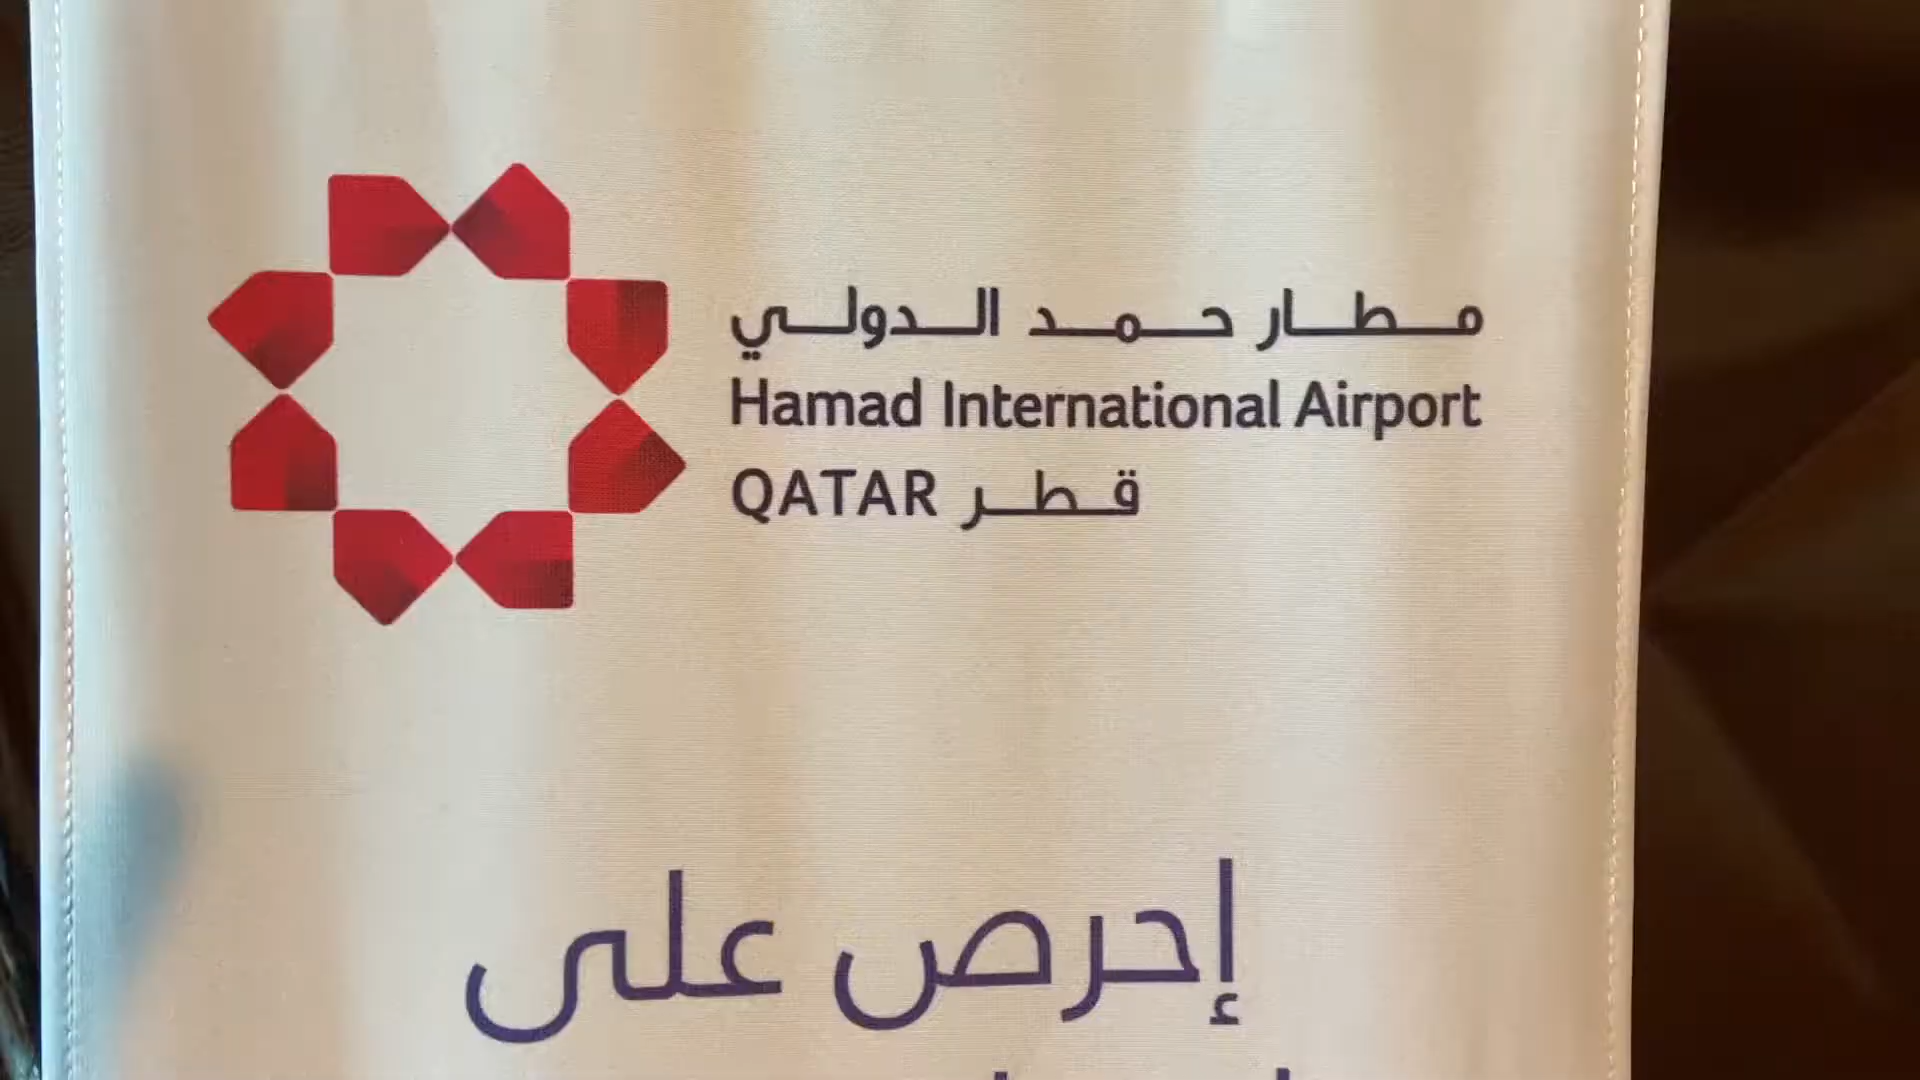 مطار حمد الدولي
Hamad International Airport
QATAR قطر
إحرص على